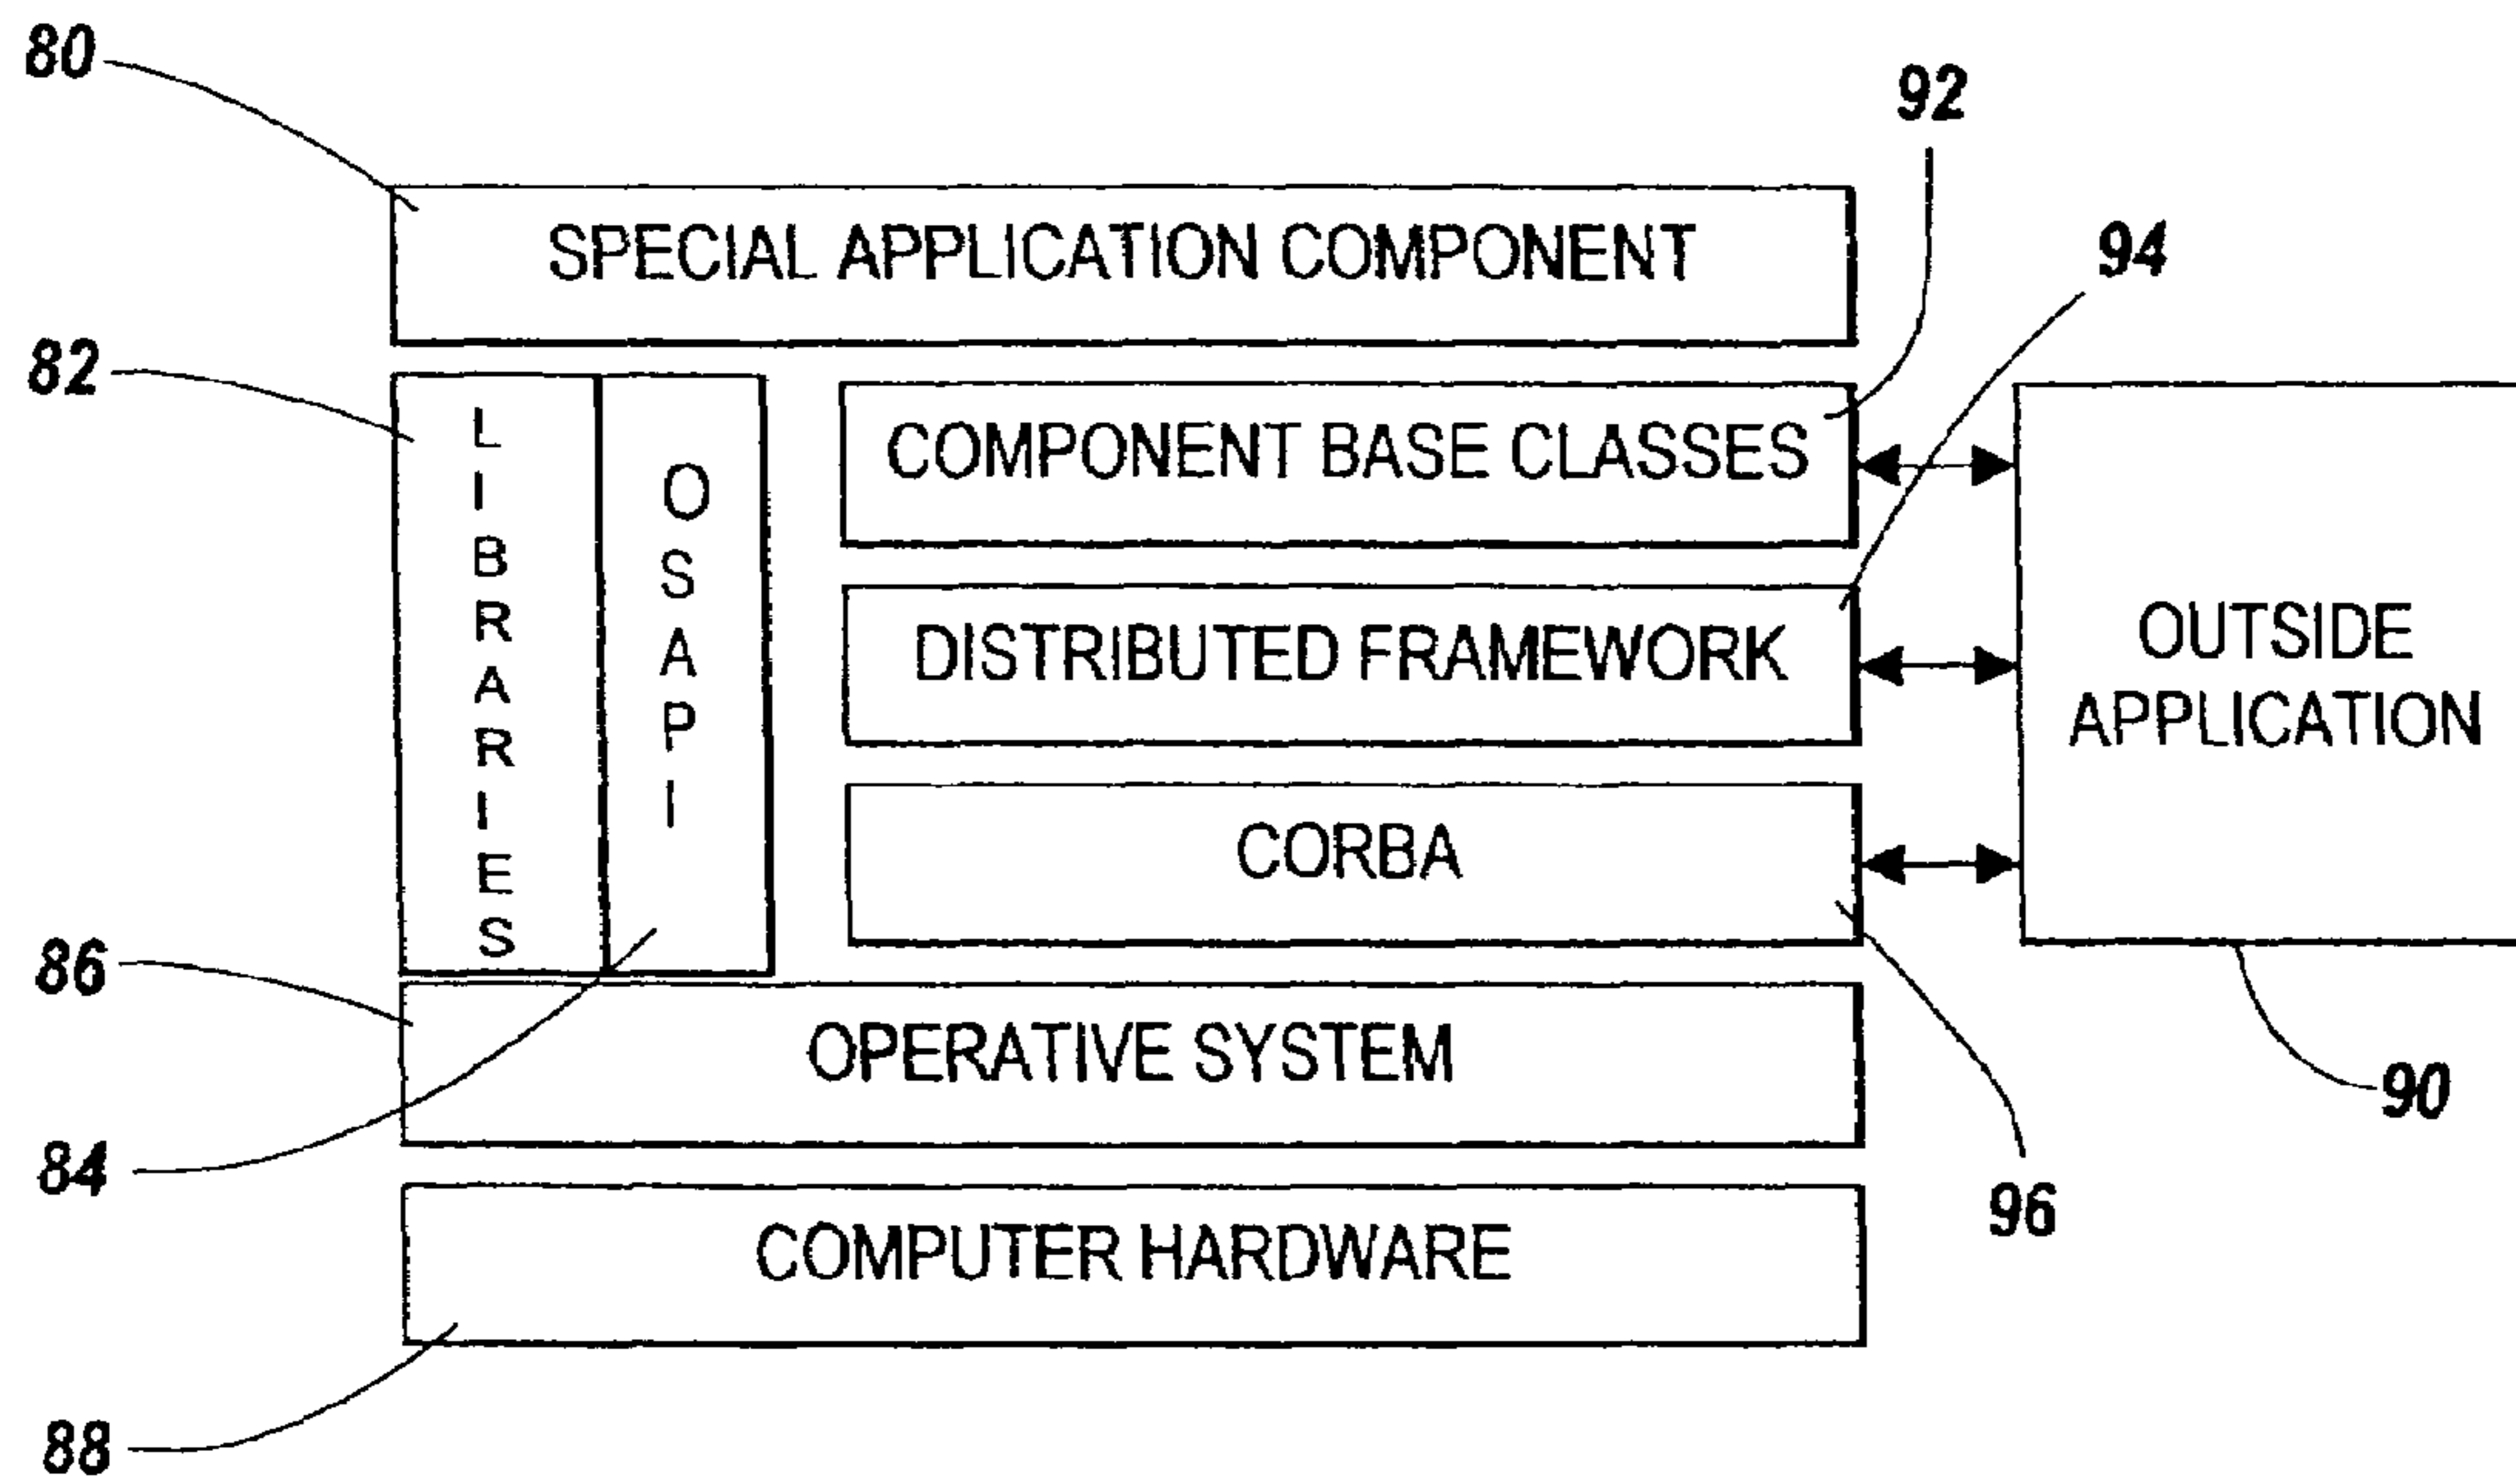 80
92
SPECIAL APPLICATION COMPONENT
94
82
LIBRARIES
OSAPI
COMPONENT BASE CLASSES
DISTRIBUTED FRAMEWORK
OUTSIDE
APPLICATION
CORBA
86
OPERATIVE SYSTEM
90
84
96
COMPUTER HARDWARE
88